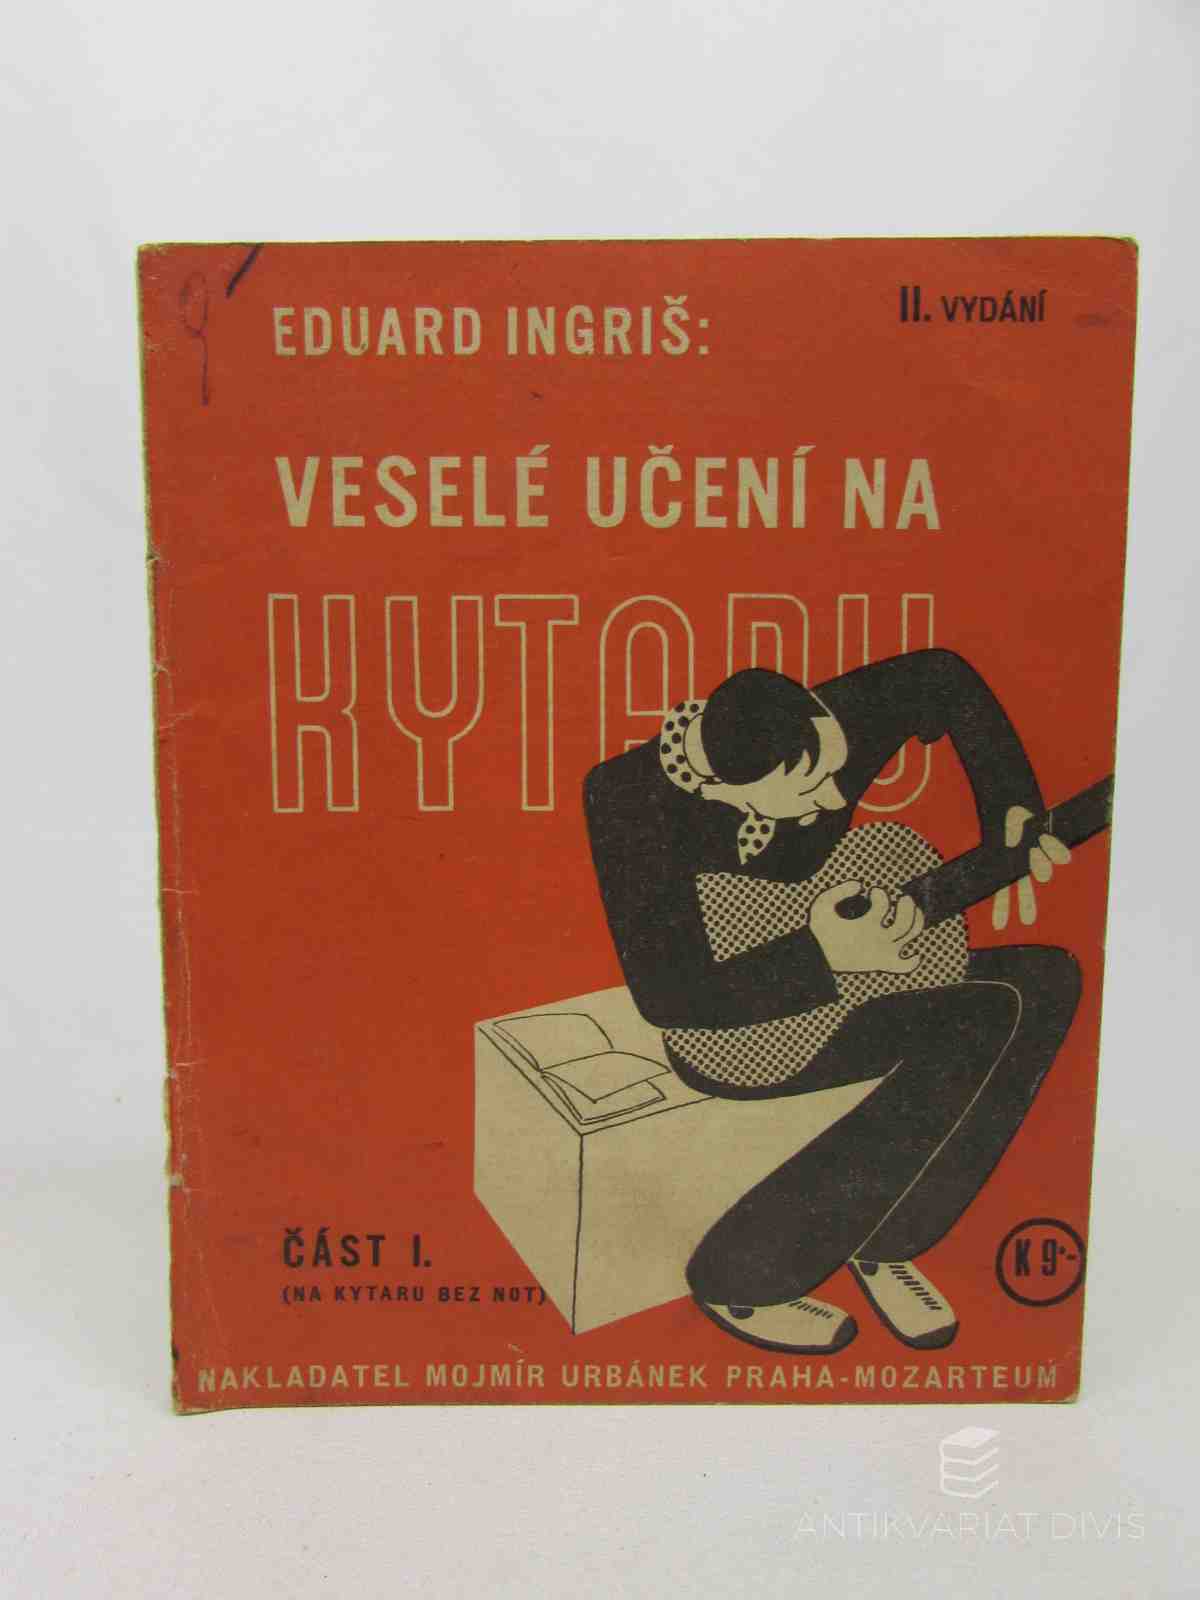 EDUARD INGRIŠ:
II. VYDÁNÍ
VESELÉ UČENÍ NA
KYTARU
ČÁST I.
(NA KYTARU BEZ NOT)
K 9·-
NAKLADATEL MOJMÍR URBÁNEK PRAHA-MOZARTEUM
ANTIKVARIAT DIVIŠ